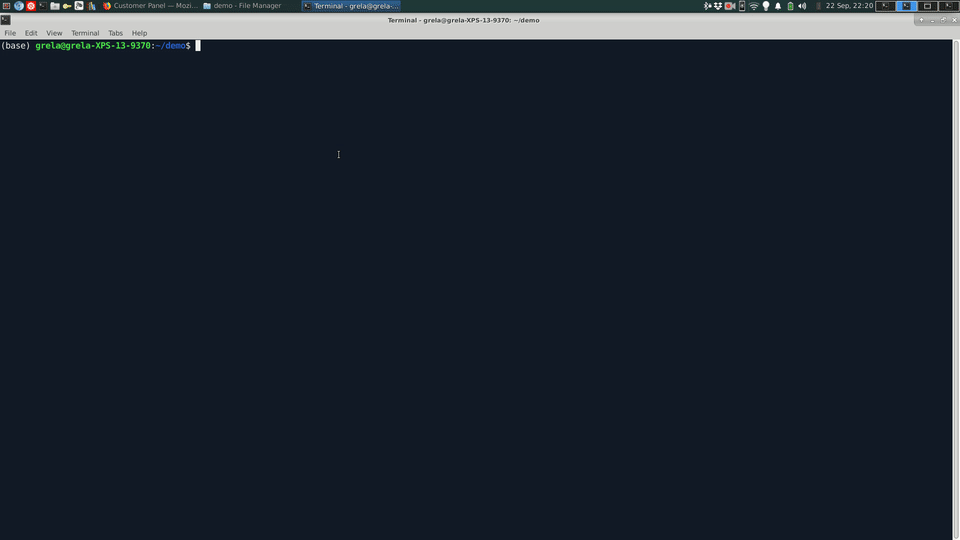 Customer Panel — Mozi... demo - File Manager Terminal - grela@grela-... 22 Sep, 22:20
Terminal - grela@grela-XPS-13-9370: ~/demo
File Edit View Terminal Tabs Help
(base) grela@grela-XPS-13-9370:~/demo$